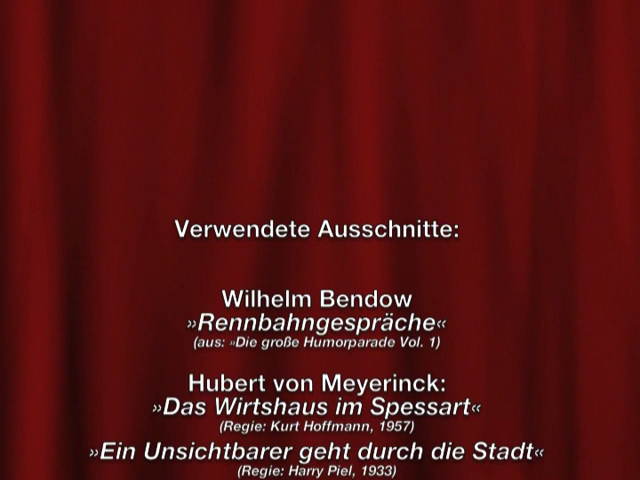 Verwendete Ausschnitte:
Wilhelm Bendow
»Rennbahngespräche«
(aus: »Die große Humorparade Vol. 1)
Hubert von Meyerinck:
»Das Wirtshaus im Spessart«
(Regie: Kurt Hoffmann, 1957)
»Ein Unsichtbarer geht durch die Stadt«
(Regie: Harry Piel, 1933)